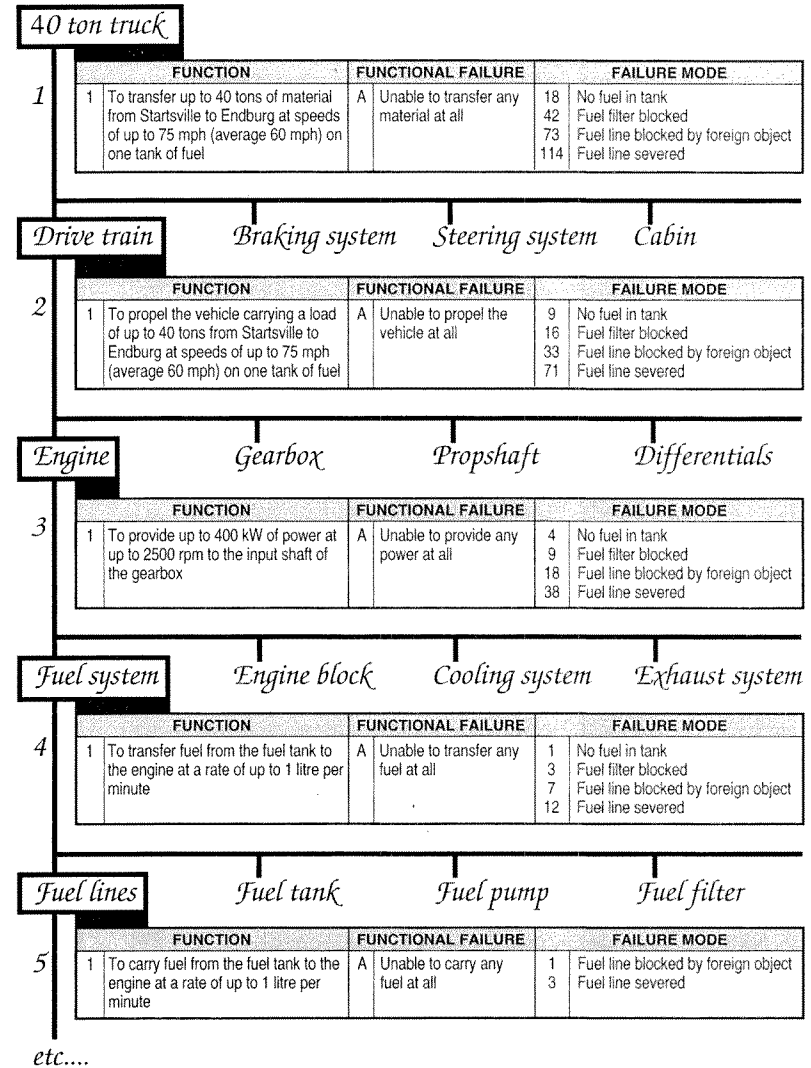 40 ton truck
1
FUNCTION FUNCTIONAL FAILURE FAILURE MODE
1 To transfer up to 40 tons of material A Unable to transfer any 18 No fuel in tank
from Startsville to Endburg at speeds material at all 42 Fuel filter blocked
of up to 75 mph (average 60 mph) on 73 Fuel line blocked by foreign object
one tank of fuel 114 Fuel line severed
Drive train Braking system Steering system Cabin
2
FUNCTION FUNCTIONAL FAILURE FAILURE MODE
1 To propel the vehicle carrying a load A Unable to propel the 9 No fuel in tank
of up to 40 tons from Startsville to vehicle at all 16 Fuel filter blocked
Endburg at speeds of up to 75 mph 33 Fuel line blocked by foreign object
(average 60 mph) on one tank of fuel 71 Fuel line severed
Engine Gearbox Propshaft Differentials
3
FUNCTION FUNCTIONAL FAILURE FAILURE MODE
1 To provide up to 400 kW of power at A Unable to provide any 4 No fuel in tank
up to 2500 rpm to the input shaft of power at all 9 Fuel filter blocked
the gearbox 18 Fuel line blocked by foreign object
38 Fuel line severed
Fuel system Engine block Cooling system Exhaust system
4
FUNCTION FUNCTIONAL FAILURE FAILURE MODE
1 To transfer fuel from the fuel tank to A Unable to transfer any 1 No fuel in tank
the engine at a rate of up to 1 litre per fuel at all 3 Fuel filter blocked
minute 7 Fuel line blocked by foreign object
12 Fuel line severed
Fuel lines Fuel tank Fuel pump Fuel filter
5
FUNCTION FUNCTIONAL FAILURE FAILURE MODE
1 To carry fuel from the fuel tank to the A Unable to carry any 1 Fuel line blocked by foreign object
engine at a rate of up to 1 litre per fuel at all 3 Fuel line severed
minute
etc....